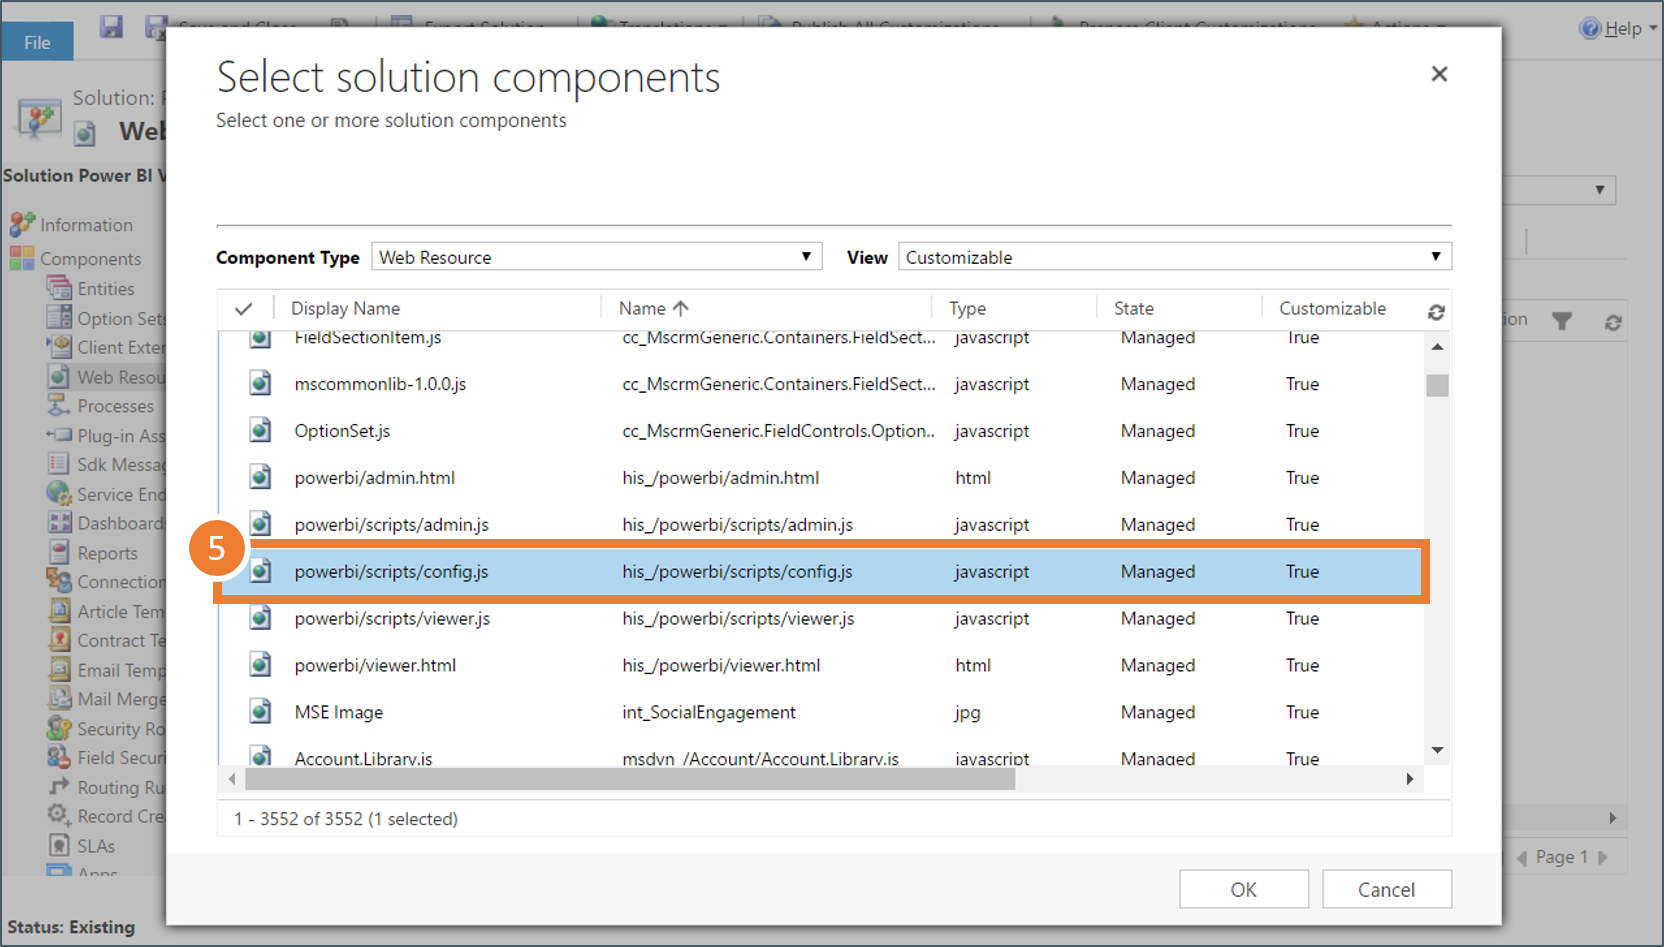 File
Help
Solution:
Solution Power BI V
Information
Components
Entities
Option Sets
Client Exter
Web Resou
Processes
Plug-in Ass
Sdk Messag
Service End
Dashboards
Reports
Connection
Article Tem
Contract Te
Email Temp
Mail Merge
Security Ro
Field Securi
Routing Ru
Record Crea
SLAs
Apps
Status: Existing
Select solution components
Select one or more solution components
Component Type Web Resource View Customizable
Display Name Name Type State Customizable
FieldSectionItem.js cc_MscrmGeneric.Containers.FieldSect... javascript Managed True
mscommonlib-1.0.0.js cc_MscrmGeneric.Containers.FieldSect... javascript Managed True
OptionSet.js cc_MscrmGeneric.FieldControls.Option... javascript Managed True
powerbi/admin.html his_/powerbi/admin.html html Managed True
powerbi/scripts/admin.js his_/powerbi/scripts/admin.js javascript Managed True
5
powerbi/scripts/config.js his_/powerbi/scripts/config.js javascript Managed True
powerbi/scripts/viewer.js his_/powerbi/scripts/viewer.js javascript Managed True
powerbi/viewer.html his_/powerbi/viewer.html html Managed True
MSE Image int_SocialEngagement jpg Managed True
Account.Library.js msdyn_/Account/Account.Library.js javascript Managed True
1 - 3552 of 3552 (1 selected)
OK Cancel
ion
Page 1